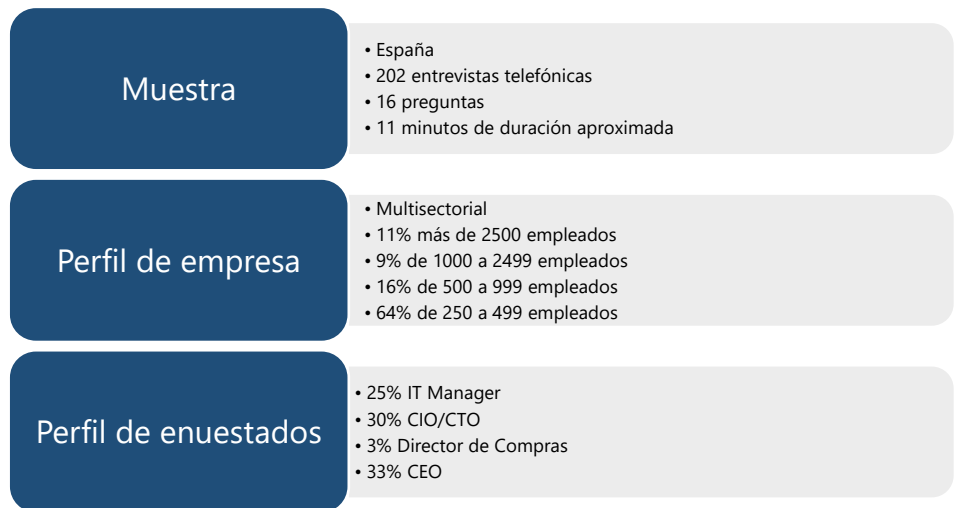 Muestra
• España
• 202 entrevistas telefónicas
• 16 preguntas
• 11 minutos de duración aproximada
Perfil de empresa
• Multisectorial
• 11% más de 2500 empleados
• 9% de 1000 a 2499 empleados
• 16% de 500 a 999 empleados
• 64% de 250 a 499 empleados
Perfil de enuestados
• 25% IT Manager
• 30% CIO/CTO
• 3% Director de Compras
• 33% CEO